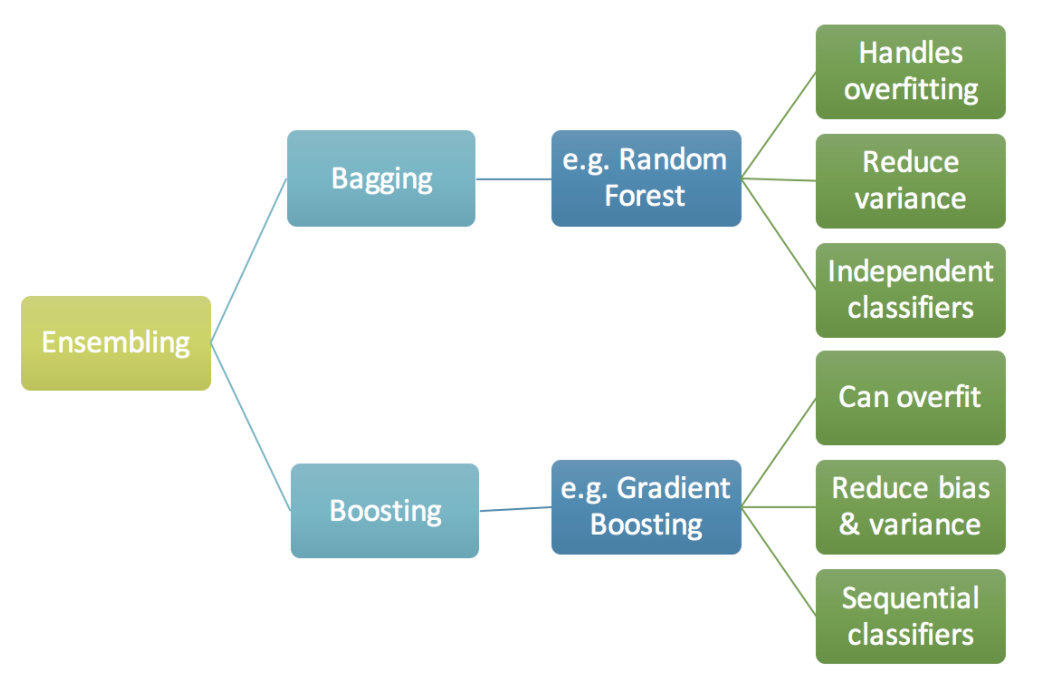 Ensembling
Bagging
e.g. Random
Forest
Handles
overfitting
Reduce
variance
Independent
classifiers
Boosting
e.g. Gradient
Boosting
Can overfit
Reduce bias
& variance
Sequential
classifiers